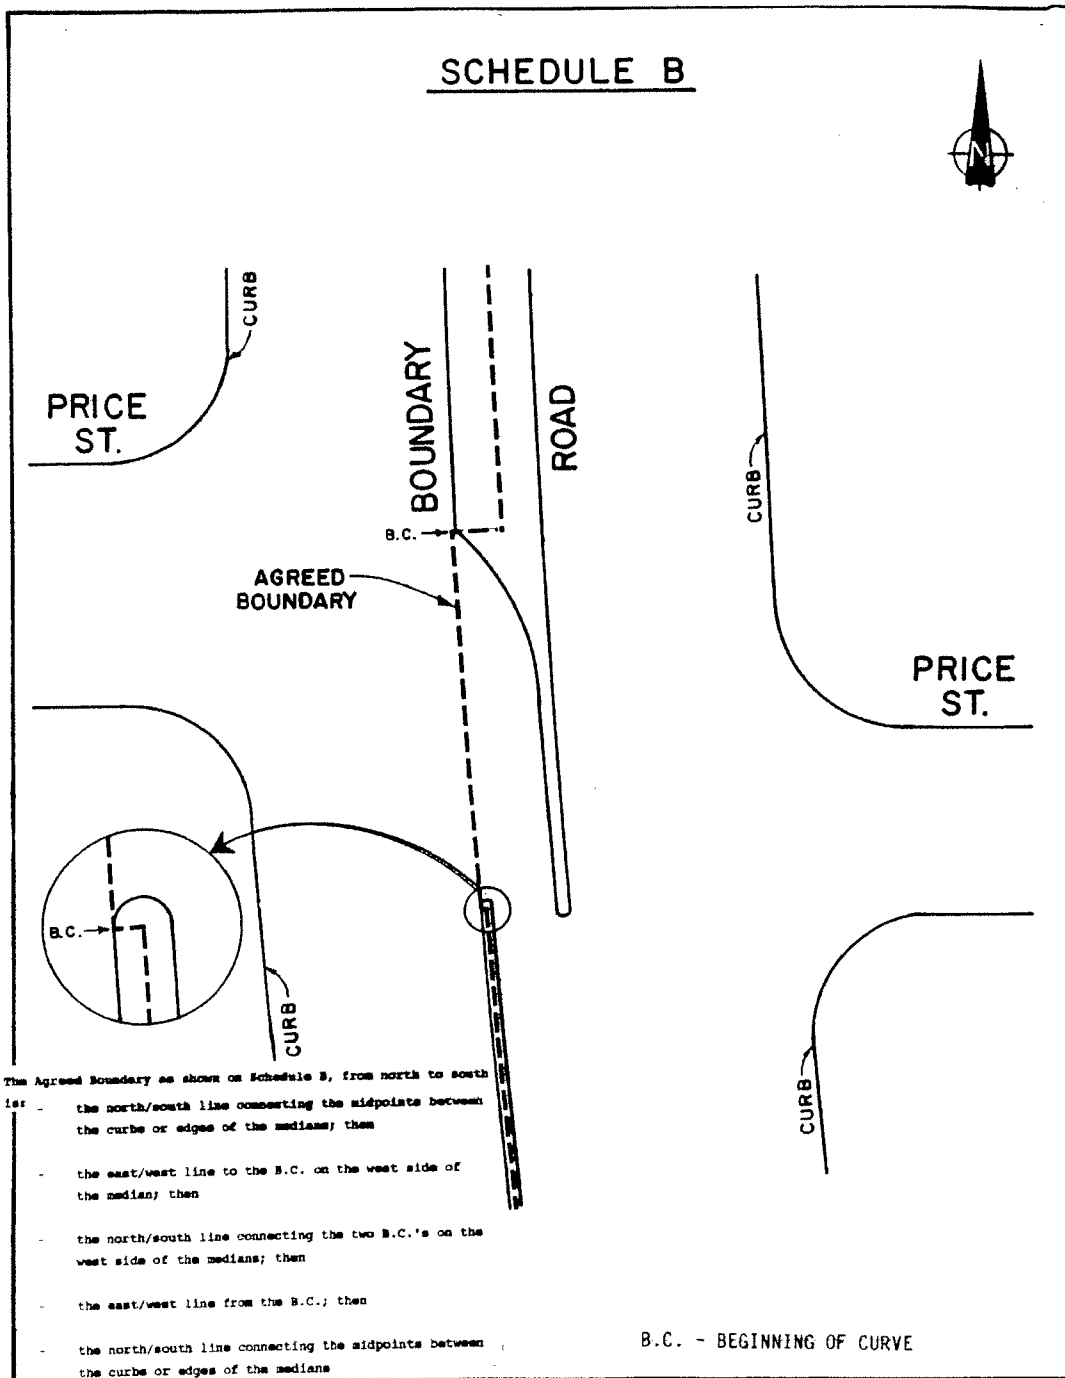 SCHEDULE B
N
CURB
PRICE
ST.
BOUNDARY
ROAD
CURB
B.C.
AGREED
BOUNDARY
PRICE
ST.
B.C.
CURB
CURB
The Agreed Boundary as shown on Schedule B, from north to south
is:
- the north/south line connecting the midpoints between
the curbs or edges of the medians; then
- the east/west line to the B.C. on the west side of
the median; then
- the north/south line connecting the two B.C.'s on the
west side of the medians; then
- the east/west line from the B.C.; then
- the north/south line connecting the midpoints between
the curbs or edges of the medians
B.C. - BEGINNING OF CURVE